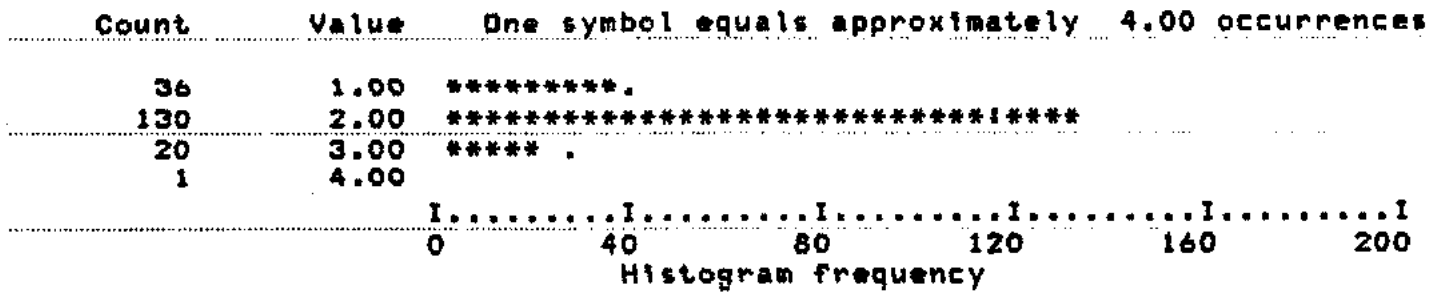 Count Value One symbol equals approximately 4.00 occurrences
36 1.00 *********.
130 2.00 ****************************:****
20 3.00 ***** .
1 4.00
I.........I.........I.........I.........I.........I
0 40 80 120 160 200
Histogram frequency